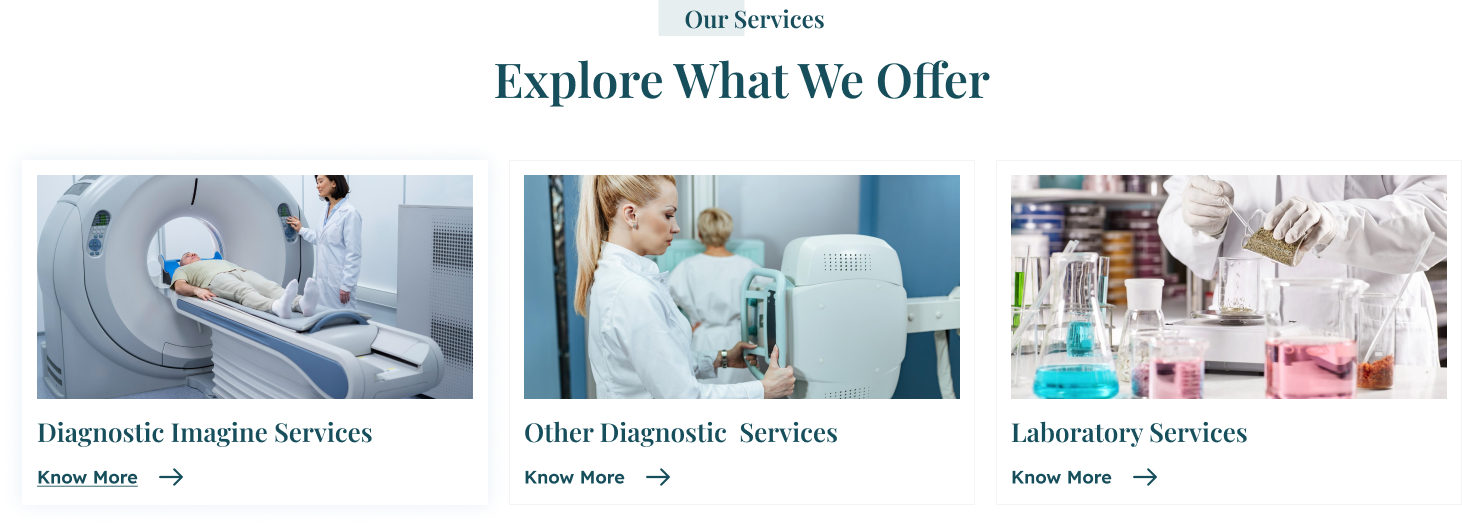 Our Services
Explore What We Offer
Diagnostic Imagine Services
Know More
Other Diagnostic  Services
Know More
Laboratory Services
Know More